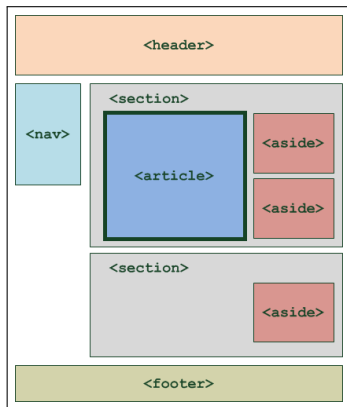 <header>
<nav>
<section>
<article>
<aside>
<aside>
<section>
<aside>
<footer>